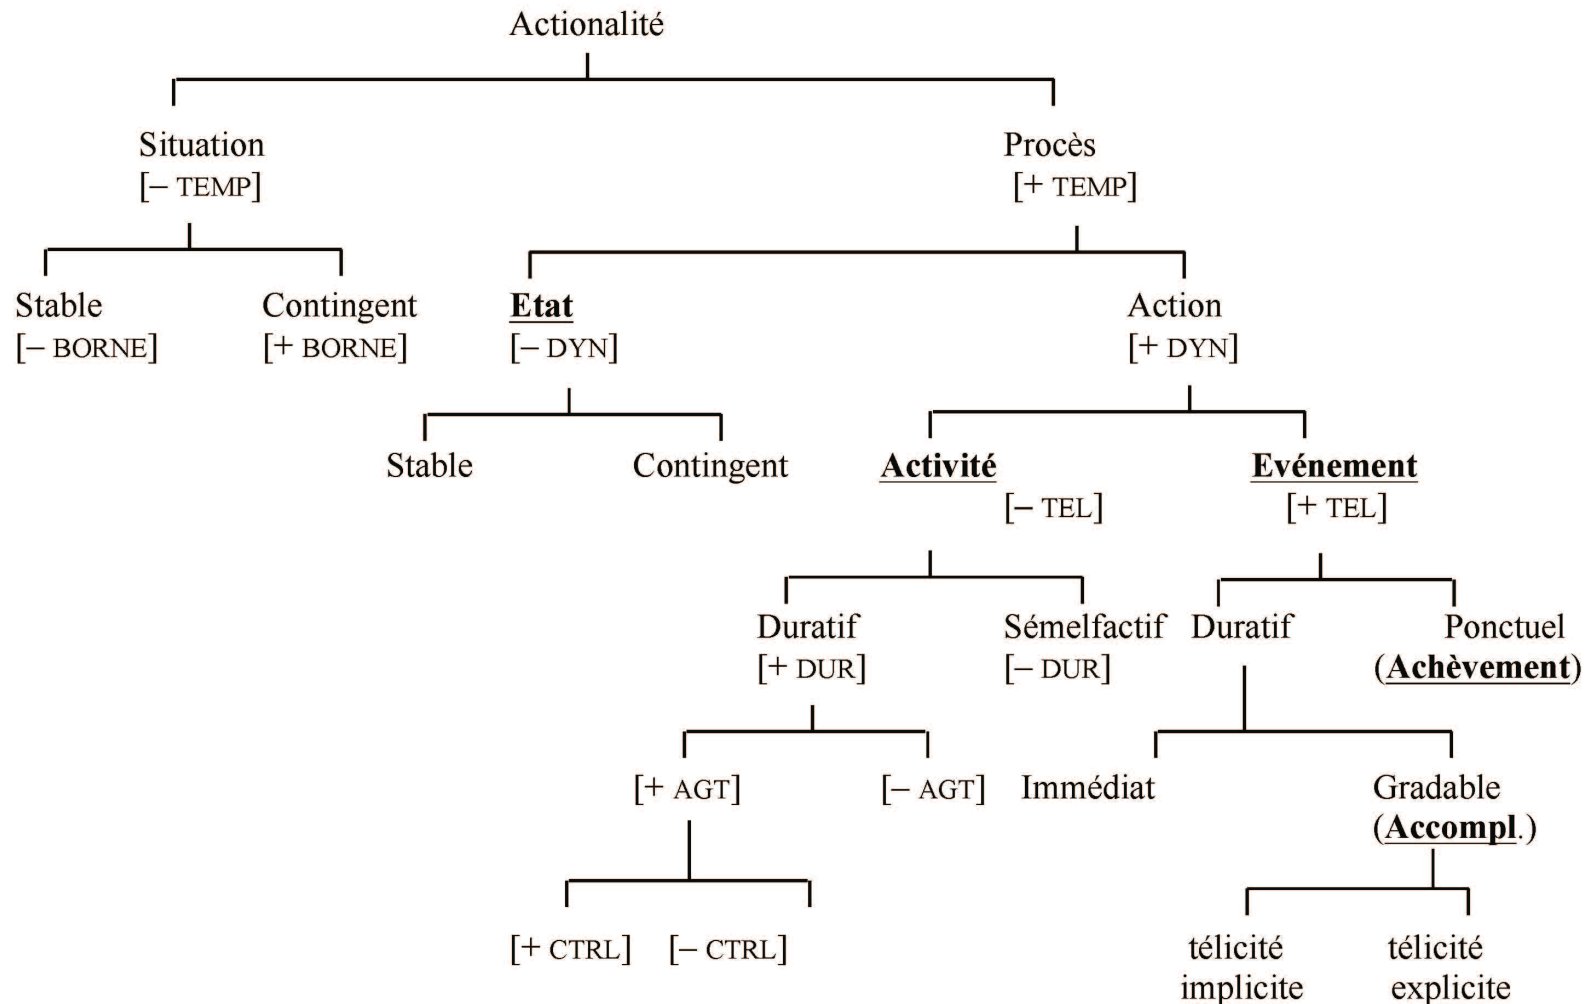 Actionalité
Situation Procès
[– TEMP] [+ TEMP]
Stable Contingent Etat Action
[– BORNE] [+ BORNE] [– DYN] [+ DYN]
Stable Contingent Activité Evénement
[– TEL] [+ TEL]
Duratif Sémelfactif Duratif Ponctuel
[+ DUR] [– DUR] (Achèvement)
[+ AGT] [– AGT] Immédiat Gradable
(Accompl.)
[+ CTRL] [– CTRL] télicité télicité
implicite explicite